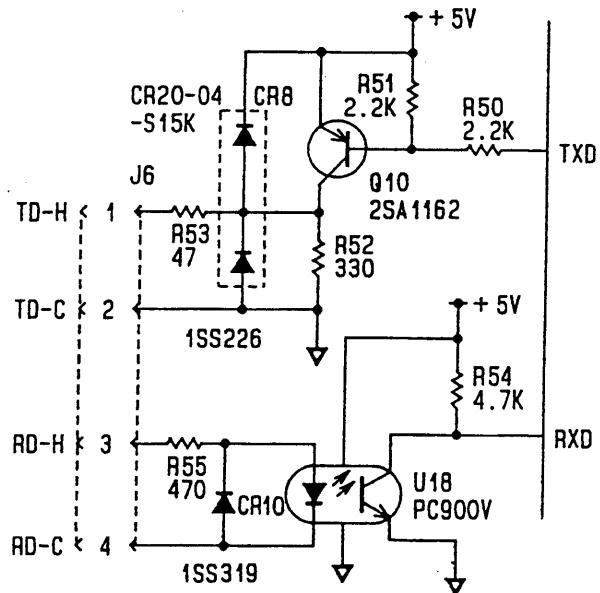 + 5V
R51
2.2K
R50
2.2K
TXD
CR20-04
-S15K
CR8
Q10
2SA1162
J6
TD-H
1
R53
47
R52
330
TD-C
2
1SS226
+ 5V
R54
4.7K
RXD
RD-H
3
R55
470
CR10
U18
PC900V
RD-C
4
1SS319